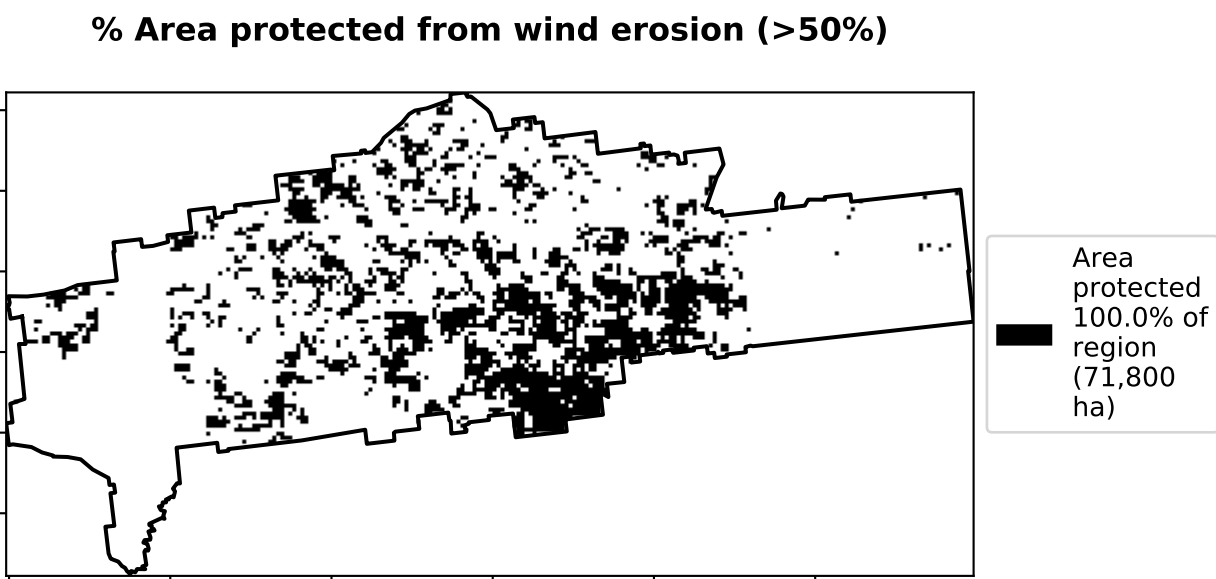 % Area protected from wind erosion (>50%)
Area
protected
100.0% of
region
(71,800
ha)